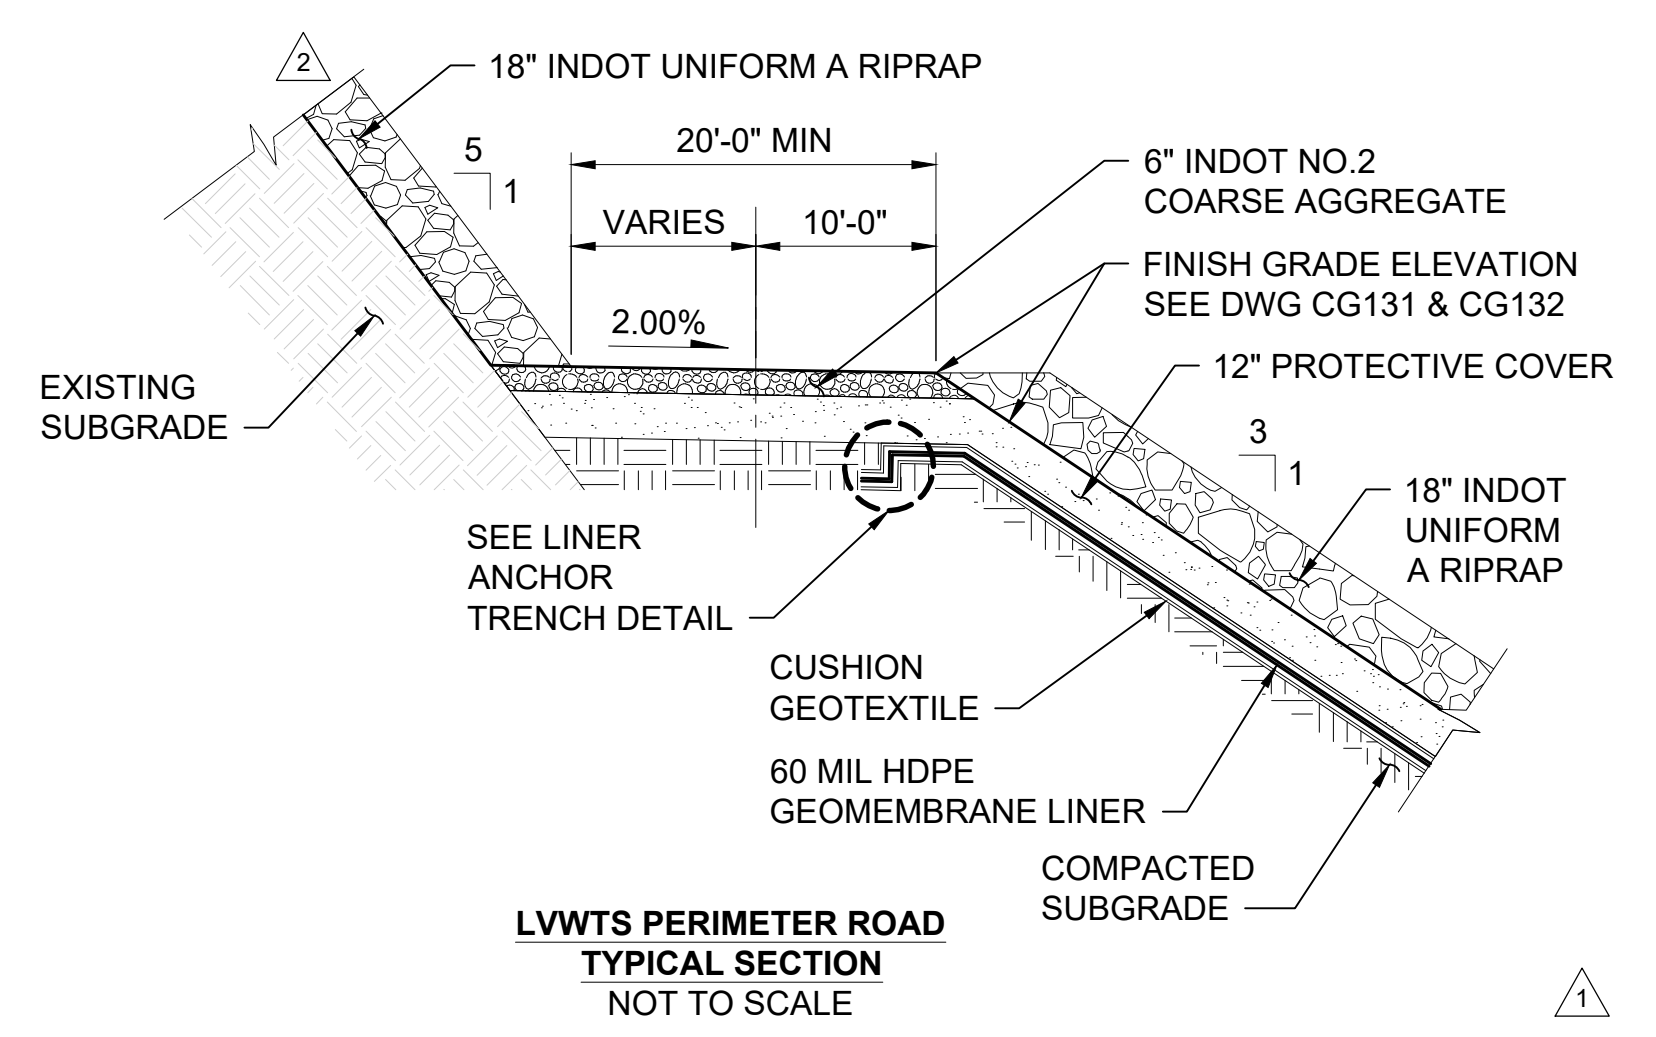 2
18" INDOT UNIFORM A RIPRAP
5
1
20'-0" MIN
VARIES
10'-0"
2.00%
6" INDOT NO.2
COARSE AGGREGATE
FINISH GRADE ELEVATION
SEE DWG CG131 & CG132
12" PROTECTIVE COVER
EXISTING
SUBGRADE
3
1
18" INDOT
UNIFORM
A RIPRAP
SEE LINER
ANCHOR
TRENCH DETAIL
CUSHION
GEOTEXTILE
60 MIL HDPE
GEOMEMBRANE LINER
COMPACTED
SUBGRADE
LVWTS PERIMETER ROAD
TYPICAL SECTION
NOT TO SCALE
1